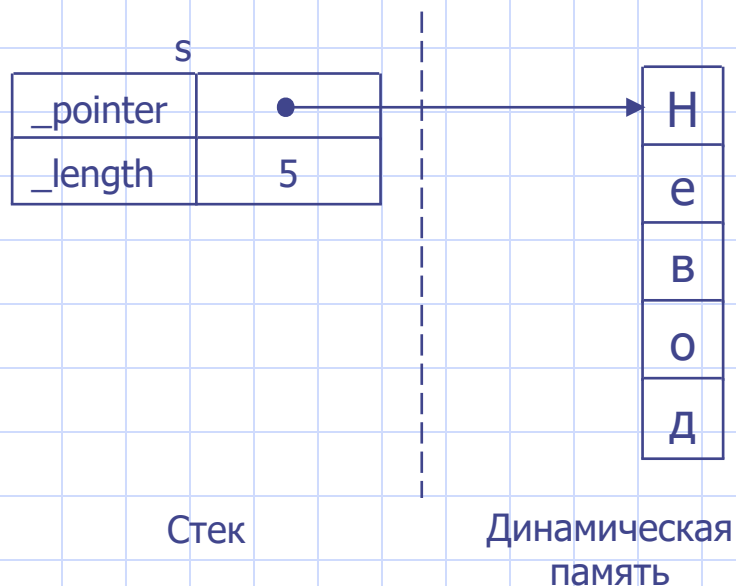 s
_pointer
_length 5
Н
е
в
о
д
Стек
Динамическая
память